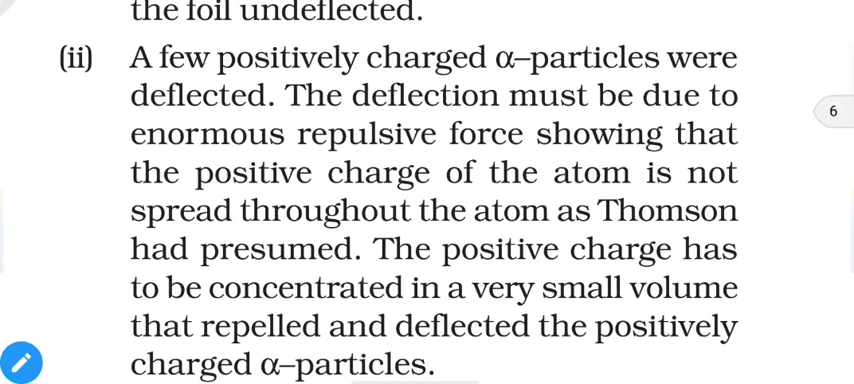 the foil undeflected.
(ii) A few positively charged α–particles were
deflected. The deflection must be due to
enormous repulsive force showing that
the positive charge of the atom is not
spread throughout the atom as Thomson
had presumed. The positive charge has
to be concentrated in a very small volume
that repelled and deflected the positively
charged α–particles.
6